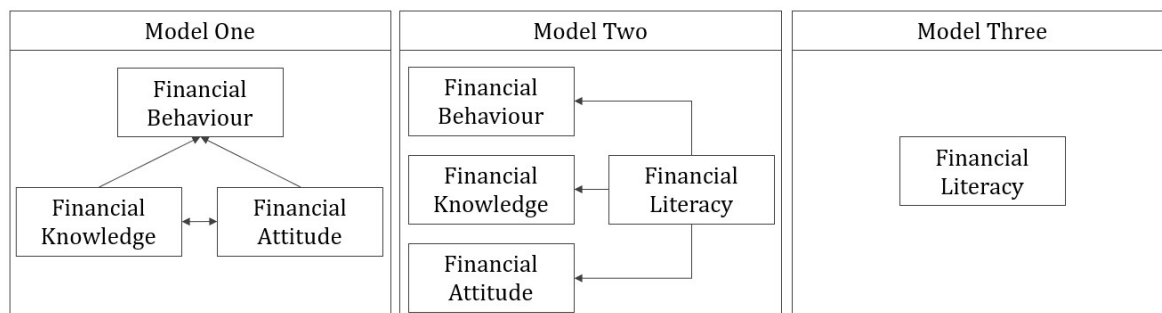 Model One
Financial
Behaviour
Financial
Knowledge
Financial
Attitude
Model Two
Financial
Behaviour
Financial
Knowledge
Financial
Literacy
Financial
Attitude
Model Three
Financial
Literacy